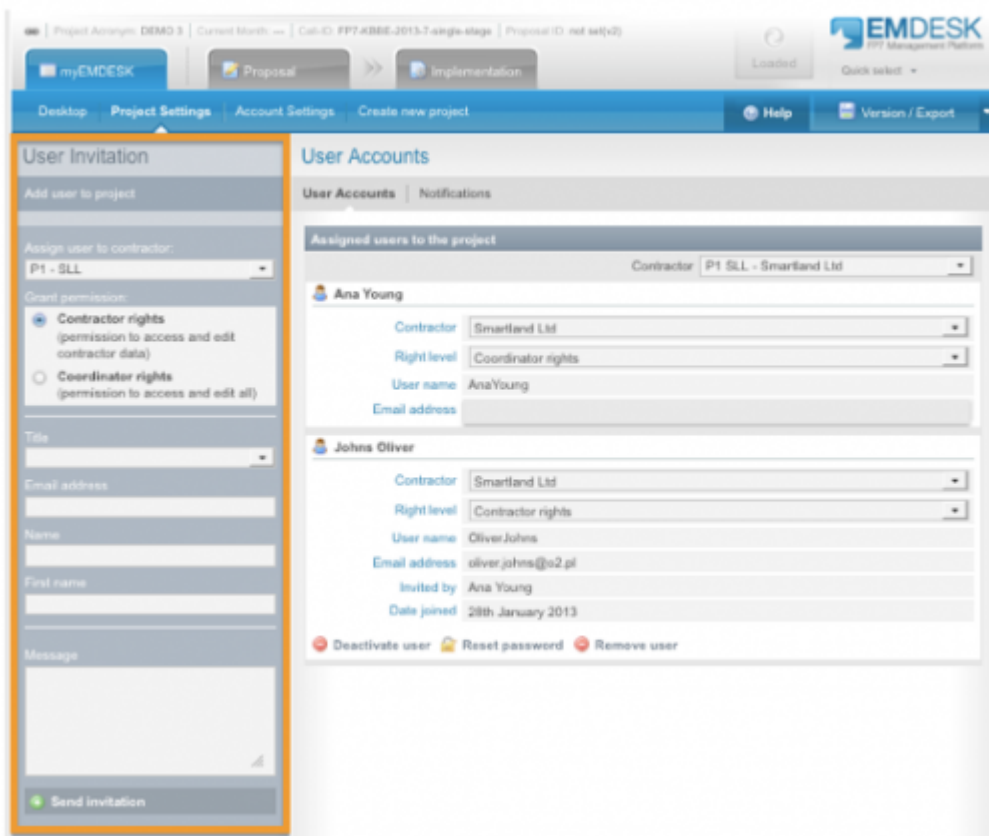 Project Acronym: DEMO 3 | Current Month: — | Call-ID: FP7-KBBE-2013-7-single-stage | Proposal ID: not set(v2)
Loaded
EMDESK
FP7 Management Platform
Quick select
myEMDESK
Proposal
Implementation
Desktop
Project Settings
Account Settings
Create new project
Help
Version / Export
User Invitation
Add user to project
Assign user to contractor:
P1 - SLL
Grant permission:
Contractor rights
(permission to access and edit
contractor data)
Coordinator rights
(permission to access and edit all)
Title
Email address
Name
First name
Message
Send invitation
User Accounts
User Accounts | Notifications
Assigned users to the project
Contractor P1 SLL - Smartland Ltd
Ana Young
Contractor Smartland Ltd
Right level Coordinator rights
User name AnaYoung
Email address
Johns Oliver
Contractor Smartland Ltd
Right level Contractor rights
User name OliverJohns
Email address oliver.johns@o2.pl
Invited by Ana Young
Date joined 28th January 2013
Deactivate user Reset password Remove user